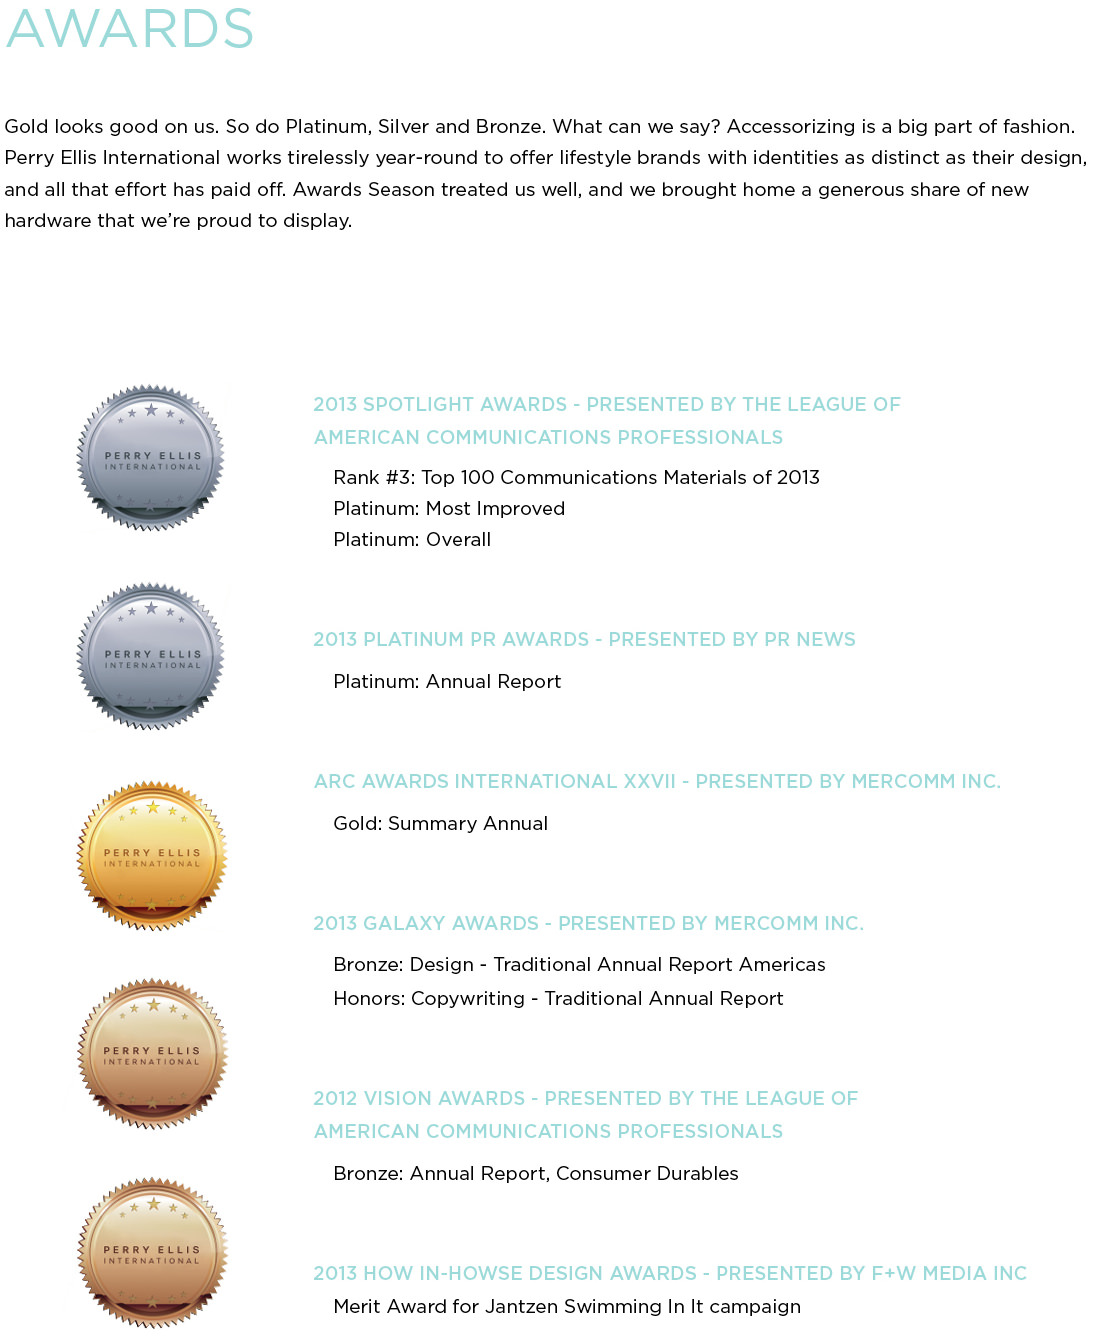 AWARDS
Gold looks good on us. So do Platinum, Silver and Bronze. What can we say? Accessorizing is a big part of fashion.
Perry Ellis International works tirelessly year-round to offer lifestyle brands with identities as distinct as their design,
and all that effort has paid off. Awards Season treated us well, and we brought home a generous share of new
hardware that we’re proud to display.
PERRY ELLIS
INTERNATIONAL
2013 SPOTLIGHT AWARDS - PRESENTED BY THE LEAGUE OF
AMERICAN COMMUNICATIONS PROFESSIONALS
Rank #3: Top 100 Communications Materials of 2013
Platinum: Most Improved
Platinum: Overall
PERRY ELLIS
INTERNATIONAL
2013 PLATINUM PR AWARDS - PRESENTED BY PR NEWS
Platinum: Annual Report
PERRY ELLIS
INTERNATIONAL
ARC AWARDS INTERNATIONAL XXVII - PRESENTED BY MERCOMM INC.
Gold: Summary Annual
PERRY ELLIS
INTERNATIONAL
2013 GALAXY AWARDS - PRESENTED BY MERCOMM INC.
Bronze: Design - Traditional Annual Report Americas
Honors: Copywriting - Traditional Annual Report
PERRY ELLIS
INTERNATIONAL
2012 VISION AWARDS - PRESENTED BY THE LEAGUE OF
AMERICAN COMMUNICATIONS PROFESSIONALS
Bronze: Annual Report, Consumer Durables
2013 HOW IN-HOWSE DESIGN AWARDS - PRESENTED BY F+W MEDIA INC
Merit Award for Jantzen Swimming In It campaign